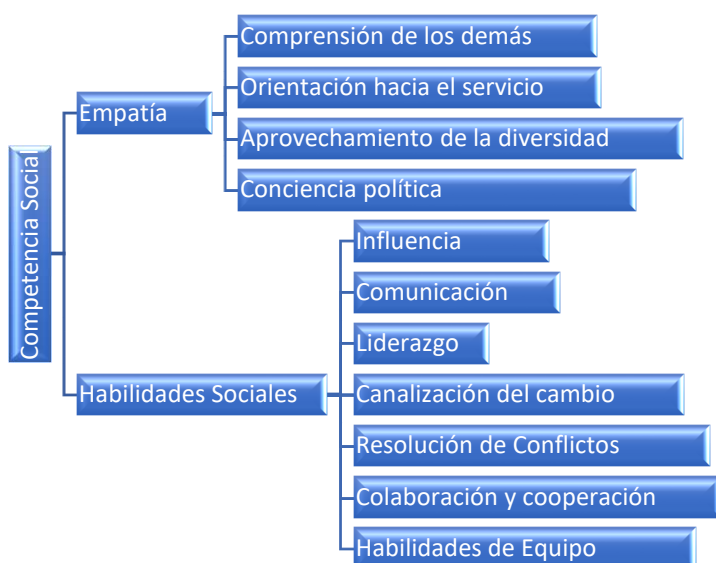 Competencia Social
Empatía
Comprensión de los demás
Orientación hacia el servicio
Aprovechamiento de la diversidad
Conciencia política
Habilidades Sociales
Influencia
Comunicación
Liderazgo
Canalización del cambio
Resolución de Conflictos
Colaboración y cooperación
Habilidades de Equipo